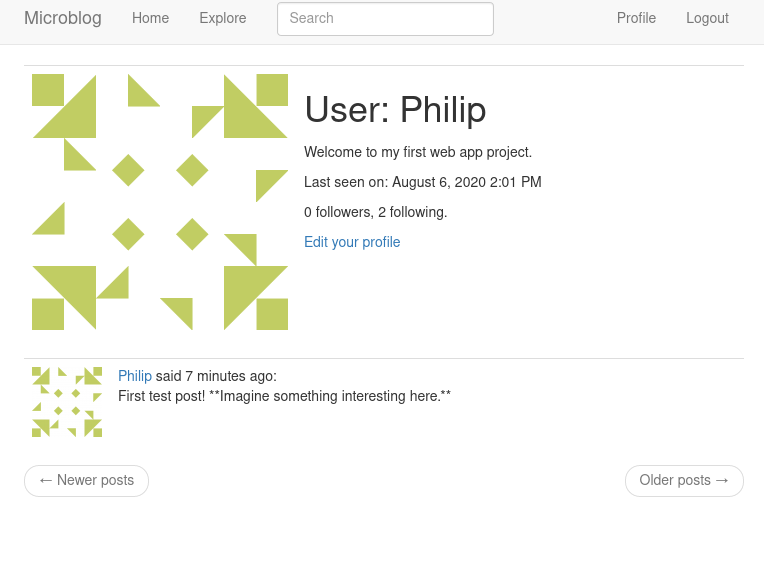 Microblog Home Explore Search Profile Logout
User: Philip
Welcome to my first web app project.
Last seen on: August 6, 2020 2:01 PM
0 followers, 2 following.
Edit your profile
Philip said 7 minutes ago:
First test post! **Imagine something interesting here.**
← Newer posts Older posts →